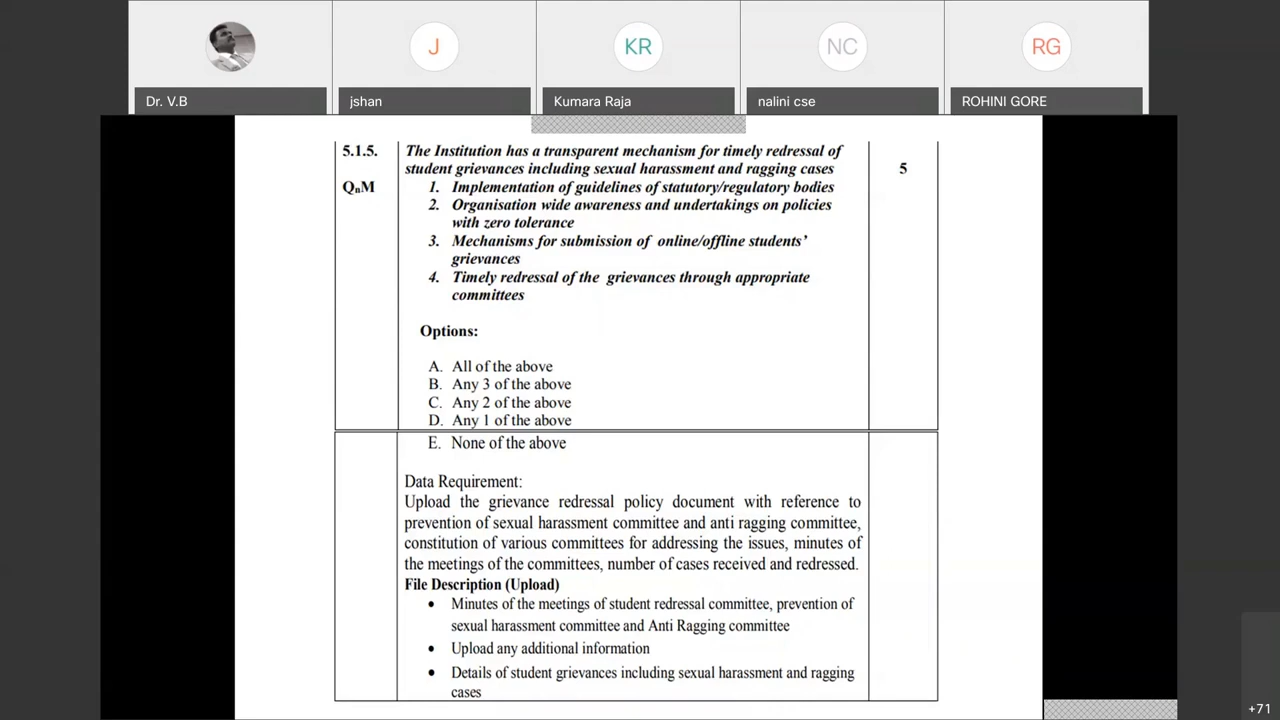 J
KR
NC
RG
Dr. V.B
jshan
Kumara Raja
nalini cse
ROHINI GORE
5.1.5.
The Institution has a transparent mechanism for timely redressal of
5
student grievances including sexual harassment and ragging cases
QnM
1. Implementation of guidelines of statutory/regulatory bodies
2. Organisation wide awareness and undertakings on policies
with zero tolerance
3. Mechanisms for submission of online/offline students’
grievances
4. Timely redressal of the grievances through appropriate
committees
Options:
A. All of the above
B. Any 3 of the above
C. Any 2 of the above
D. Any 1 of the above
E. None of the above
Data Requirement:
Upload the grievance redressal policy document with reference to
prevention of sexual harassment committee and anti ragging committee,
constitution of various committees for addressing the issues, minutes of
the meetings of the committees, number of cases received and redressed.
File Description (Upload)
• Minutes of the meetings of student redressal committee, prevention of
sexual harassment committee and Anti Ragging committee
• Upload any additional information
• Details of student grievances including sexual harassment and ragging
cases
+71